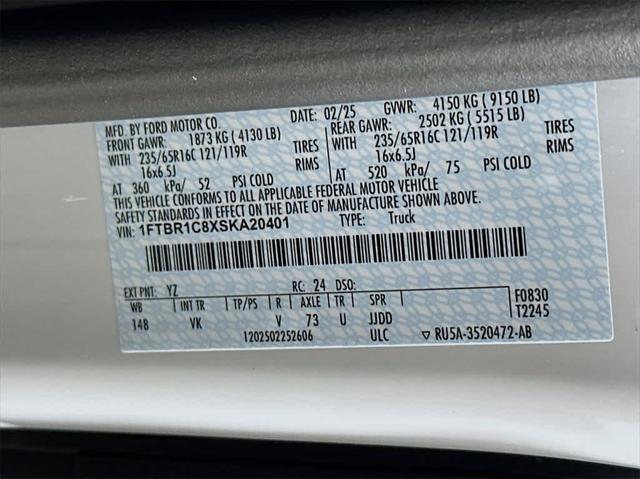 MFD. BY FORD MOTOR CO. DATE: 02/25 GVWR: 4150 KG ( 9150 LB)
FRONT GAWR: 1873 KG ( 4130 LB) REAR GAWR: 2502 KG ( 5515 LB)
WITH 235/65R16C 121/119R TIRES WITH 235/65R16C 121/119R TIRES
16x6.5J RIMS 16x6.5J RIMS
AT 360 kPa/ 52 PSI COLD AT 520 kPa/ 75 PSI COLD
THIS VEHICLE CONFORMS TO ALL APPLICABLE FEDERAL MOTOR VEHICLE
SAFETY STANDARDS IN EFFECT ON THE DATE OF MANUFACTURE SHOWN ABOVE.
VIN: 1FTBR1C8XSKA20401 TYPE: Truck
EXT PNT: YZ RC: 24 DSO:
WB INT TR TP/PS R AXLE TR SPR F0830
148 VK V 73 U JJDD T2245
1202502252606 ULC ▽ RU5A-3520472-AB